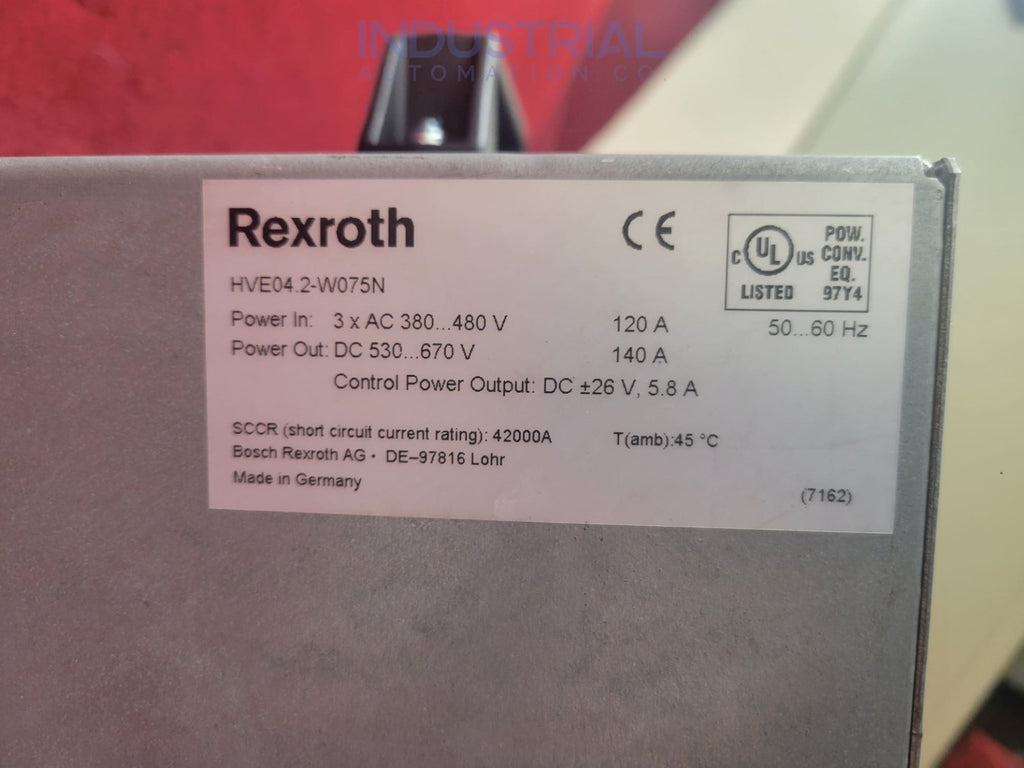 INDUSTRIAL
AUTOMATION CO.
Rexroth
CE
C UL US
LISTED
POW.
CONV.
EQ.
97Y4
HVE04.2-W075N
Power In: 3 x AC 380...480 V 120 A 50...60 Hz
Power Out: DC 530...670 V 140 A
Control Power Output: DC ±26 V, 5.8 A
SCCR (short circuit current rating): 42000A T(amb):45 °C
Bosch Rexroth AG · DE–97816 Lohr
Made in Germany
(7162)